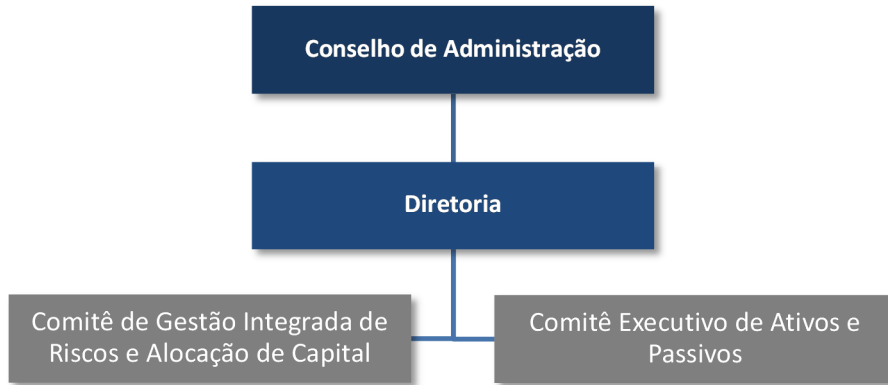 Conselho de Administração
Diretoria
Comitê de Gestão Integrada de
Riscos e Alocação de Capital
Comitê Executivo de Ativos e
Passivos